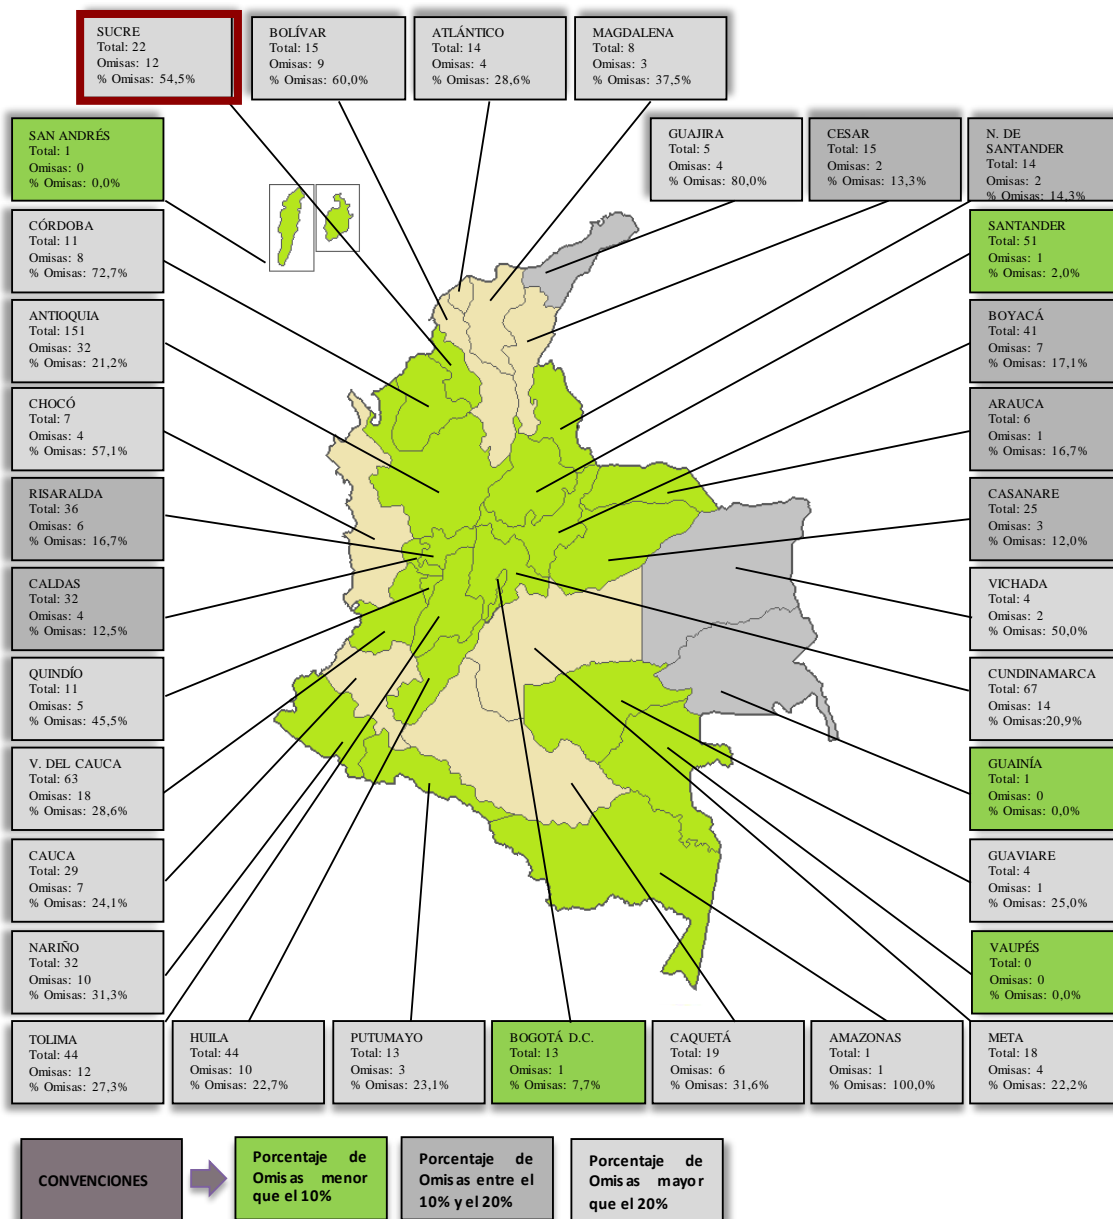 SUCRE
Total: 22
Omisas: 12
% Omisas: 54,5%
BOLÍVAR
Total: 15
Omisas: 9
% Omisas: 60,0%
ATLÁNTICO
Total: 14
Omisas: 4
% Omisas: 28,6%
MAGDALENA
Total: 8
Omisas: 3
% Omisas: 37,5%
SAN ANDRÉS
Total: 1
Omisas: 0
% Omisas: 0,0%
GUAJIRA
Total: 5
Omisas: 4
% Omisas: 80,0%
CESAR
Total: 15
Omisas: 2
% Omisas: 13,3%
N. DE
SANTANDER
Total: 14
Omisas: 2
% Omisas: 14,3%
CÓRDOBA
Total: 11
Omisas: 8
% Omisas: 72,7%
SANTANDER
Total: 51
Omisas: 1
% Omisas: 2,0%
ANTIOQUIA
Total: 151
Omisas: 32
% Omisas: 21,2%
BOYACÁ
Total: 41
Omisas: 7
% Omisas: 17,1%
CHOCÓ
Total: 7
Omisas: 4
% Omisas: 57,1%
ARAUCA
Total: 6
Omisas: 1
% Omisas: 16,7%
RISARALDA
Total: 36
Omisas: 6
% Omisas: 16,7%
CASANARE
Total: 25
Omisas: 3
% Omisas: 12,0%
CALDAS
Total: 32
Omisas: 4
% Omisas: 12,5%
VICHADA
Total: 4
Omisas: 2
% Omisas: 50,0%
QUINDÍO
Total: 11
Omisas: 5
% Omisas: 45,5%
CUNDINAMARCA
Total: 67
Omisas: 14
% Omisas:20,9%
V. DEL CAUCA
Total: 63
Omisas: 18
% Omisas: 28,6%
GUAINÍA
Total: 1
Omisas: 0
% Omisas: 0,0%
CAUCA
Total: 29
Omisas: 7
% Omisas: 24,1%
GUAVIARE
Total: 4
Omisas: 1
% Omisas: 25,0%
NARIÑO
Total: 32
Omisas: 10
% Omisas: 31,3%
VAUPÉS
Total: 0
Omisas: 0
% Omisas: 0,0%
TOLIMA
Total: 44
Omisas: 12
% Omisas: 27,3%
HUILA
Total: 44
Omisas: 10
% Omisas: 22,7%
PUTUMAYO
Total: 13
Omisas: 3
% Omisas: 23,1%
BOGOTÁ D.C.
Total: 13
Omisas: 1
% Omisas: 7,7%
CAQUETÁ
Total: 19
Omisas: 6
% Omisas: 31,6%
AMAZONAS
Total: 1
Omisas: 1
% Omisas: 100,0%
META
Total: 18
Omisas: 4
% Omisas: 22,2%
CONVENCIONES
Porcentaje de
Omisas menor
que el 10%
Porcentaje de
Omisas entre el
10% y el 20%
Porcentaje de
Omisas mayor
que el 20%